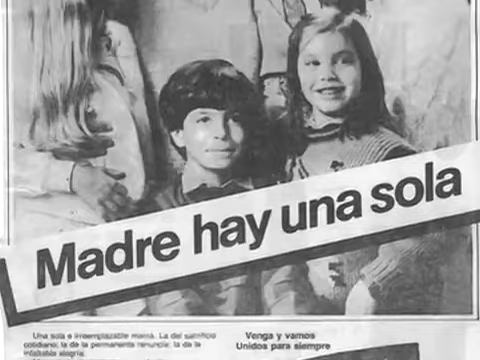 Madre hay una sola
Una sola e irreemplazable mamá. La del sacrificio
cotidiano; la de la permanente renuncia; la de la
infaltable alegría.
Venga y vamos
Unidos para siempre